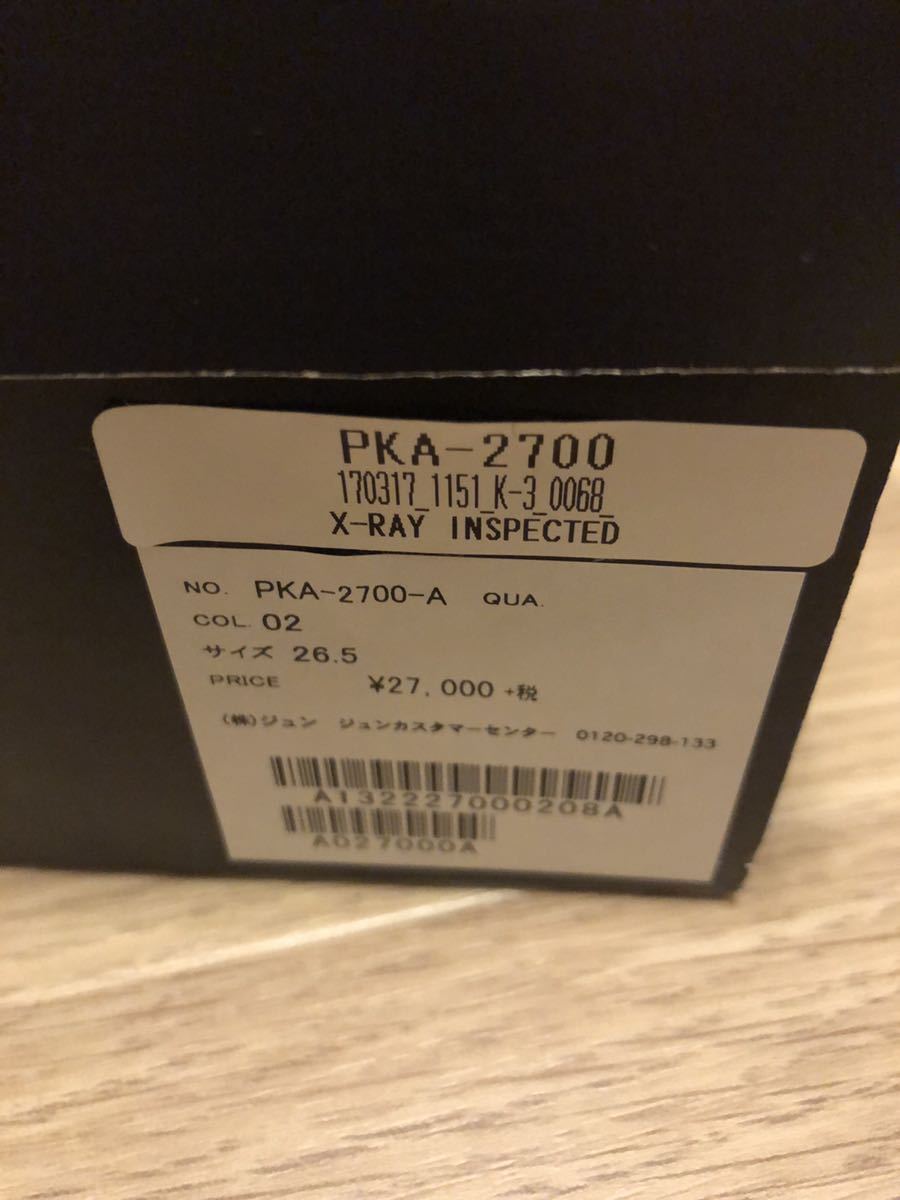 PKA-2700
170317_1151_K-3_0068_
X-RAY INSPECTED
NO. PKA-2700-A QUA.
COL. 02
サイズ 26.5
PRICE ¥27,000 +税
(株)ジュン ジュンカスタマーセンター 0120-298-133
A132227000208A
A027000A